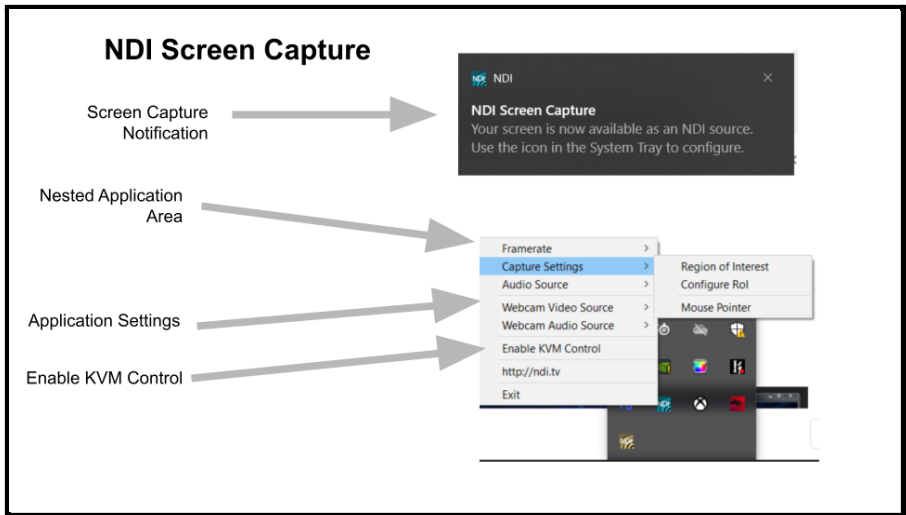 NDI Screen Capture
Screen Capture
Notification
NDI
NDI Screen Capture
Your screen is now available as an NDI source.
Use the icon in the System Tray to configure.
Nested Application
Area
Application Settings
Enable KVM Control
Framerate
Capture Settings
Audio Source
Webcam Video Source
Webcam Audio Source
Enable KVM Control
http://ndi.tv
Exit
Region of Interest
Configure RoI
Mouse Pointer